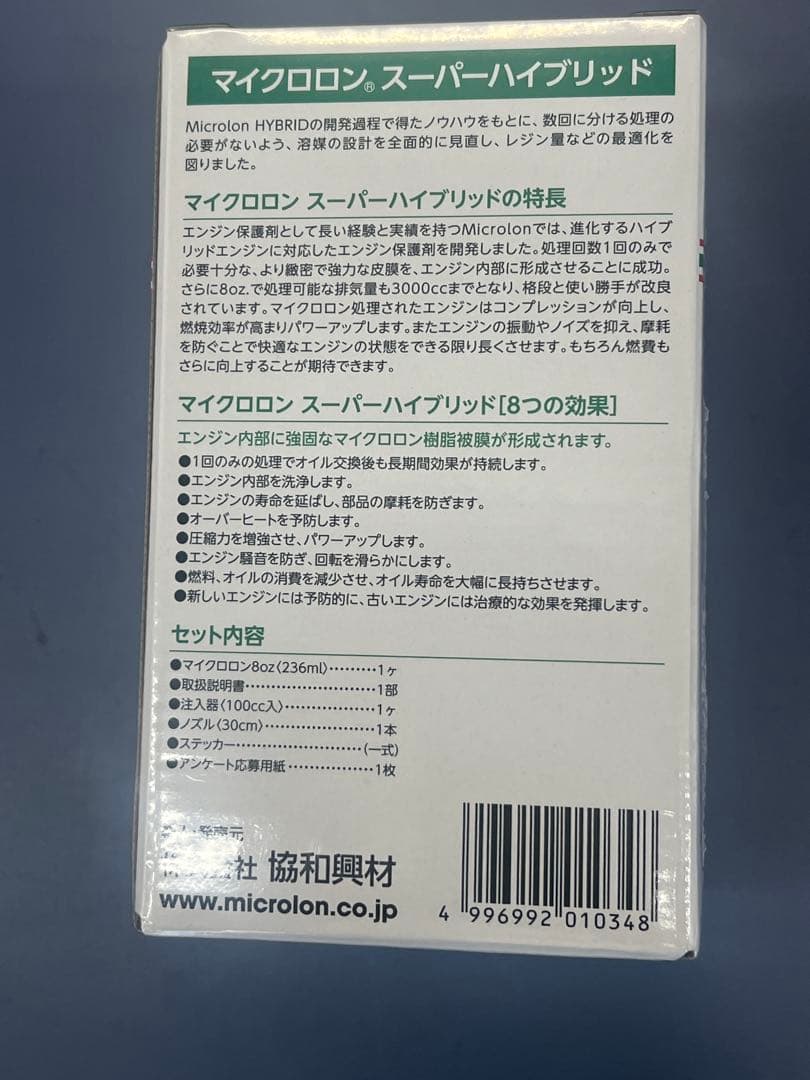 マイクロロン® スーパーハイブリッド
Microlon HYBRIDの開発過程で得たノウハウをもとに、数回に分ける処理の
必要がないよう、溶媒の設計を全面的に見直し、レジン量などの最適化を
図りました。
マイクロロン スーパーハイブリッドの特長
エンジン保護剤として長い経験と実績を持つMicrolonでは、進化するハイブ
リッドエンジンに対応したエンジン保護剤を開発しました。処理回数1回のみで
必要十分な、より緻密で強力な皮膜を、エンジン内部に形成させることに成功。
さらに8oz.で処理可能な排気量も3000ccまでとなり、格段と使い勝手が改良
されています。マイクロロン処理されたエンジンはコンプレッションが向上し、
燃焼効率が高まりパワーアップします。またエンジンの振動やノイズを抑え、摩耗
を防ぐことで快適なエンジンの状態をできる限り長くさせます。もちろん燃費も
さらに向上することが期待できます。
マイクロロン スーパーハイブリッド[8つの効果]
エンジン内部に強固なマイクロロン樹脂被膜が形成されます。
●1回のみの処理でオイル交換後も長期間効果が持続します。
●エンジン内部を洗浄します。
●エンジンの寿命を延ばし、部品の摩耗を防ぎます。
●オーバーヒートを予防します。
●圧縮力を増強させ、パワーアップします。
●エンジン騒音を防ぎ、回転を滑らかにします。
●燃料、オイルの消費を減少させ、オイル寿命を大幅に長持ちさせます。
●新しいエンジンには予防的に、古いエンジンには治療的な効果を発揮します。
セット内容
●マイクロロン8oz〈236ml〉………1ヶ
●取扱説明書……………………1部
●注入器〈100cc入〉……………1ヶ
●ノズル〈30cm〉…………………1本
●ステッカー…………………(一式)
●アンケート応募用紙……………1枚
発売元
会社 協和興材
www.microlon.co.jp
4 996992 010348